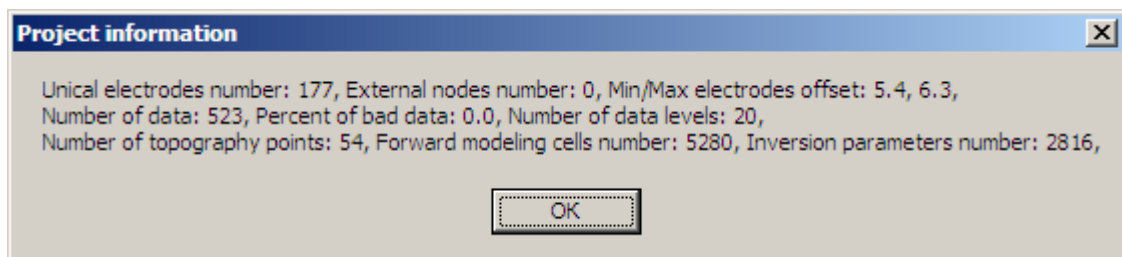 Project information
Unical electrodes number: 177, External nodes number: 0, Min/Max electrodes offset: 5.4, 6.3,
Number of data: 523, Percent of bad data: 0.0, Number of data levels: 20,
Number of topography points: 54, Forward modeling cells number: 5280, Inversion parameters number: 2816,
OK